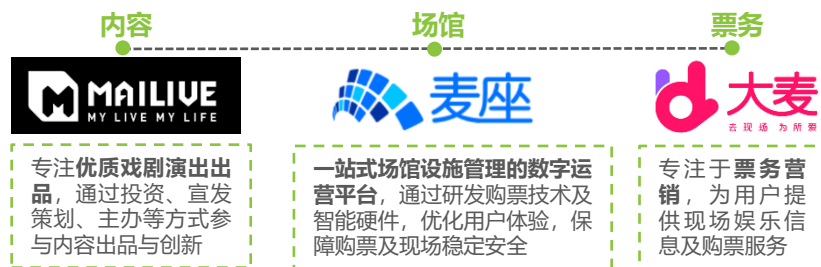 内容
场馆
票务
MAILIVE
MY LIVE MY LIFE
麦座
大麦
去现场 为所爱
专注优质戏剧演出出
品，通过投资、宣发
策划、主办等方式参
与内容出品与创新
一站式场馆设施管理的数字运
营平台，通过研发购票技术及
智能硬件，优化用户体验，保
障购票及现场稳定安全
专注于票务营
销，为用户提
供现场娱乐信
息及购票服务